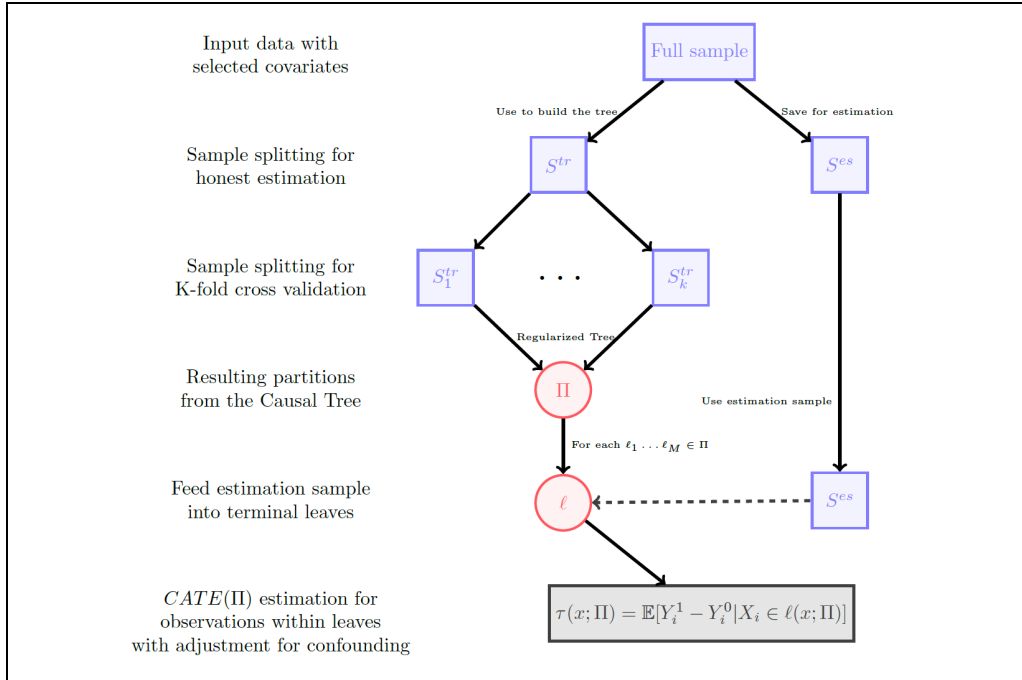 Input data with
selected covariates
Full sample
Use to build the tree
Save for estimation
Sample splitting for
honest estimation
S^{tr}
S^{es}
Sample splitting for
K-fold cross validation
S_1^{tr}
· · ·
S_k^{tr}
Regularized Tree
Resulting partitions
from the Causal Tree
Π
Use estimation sample
For each ℓ_1 … ℓ_M ∈ Π
Feed estimation sample
into terminal leaves
ℓ
S^{es}
CATE(Π) estimation for
observations within leaves
with adjustment for confounding
τ(x; Π) = 𝔼[Y_i^1 − Y_i^0|X_i ∈ ℓ(x; Π)]